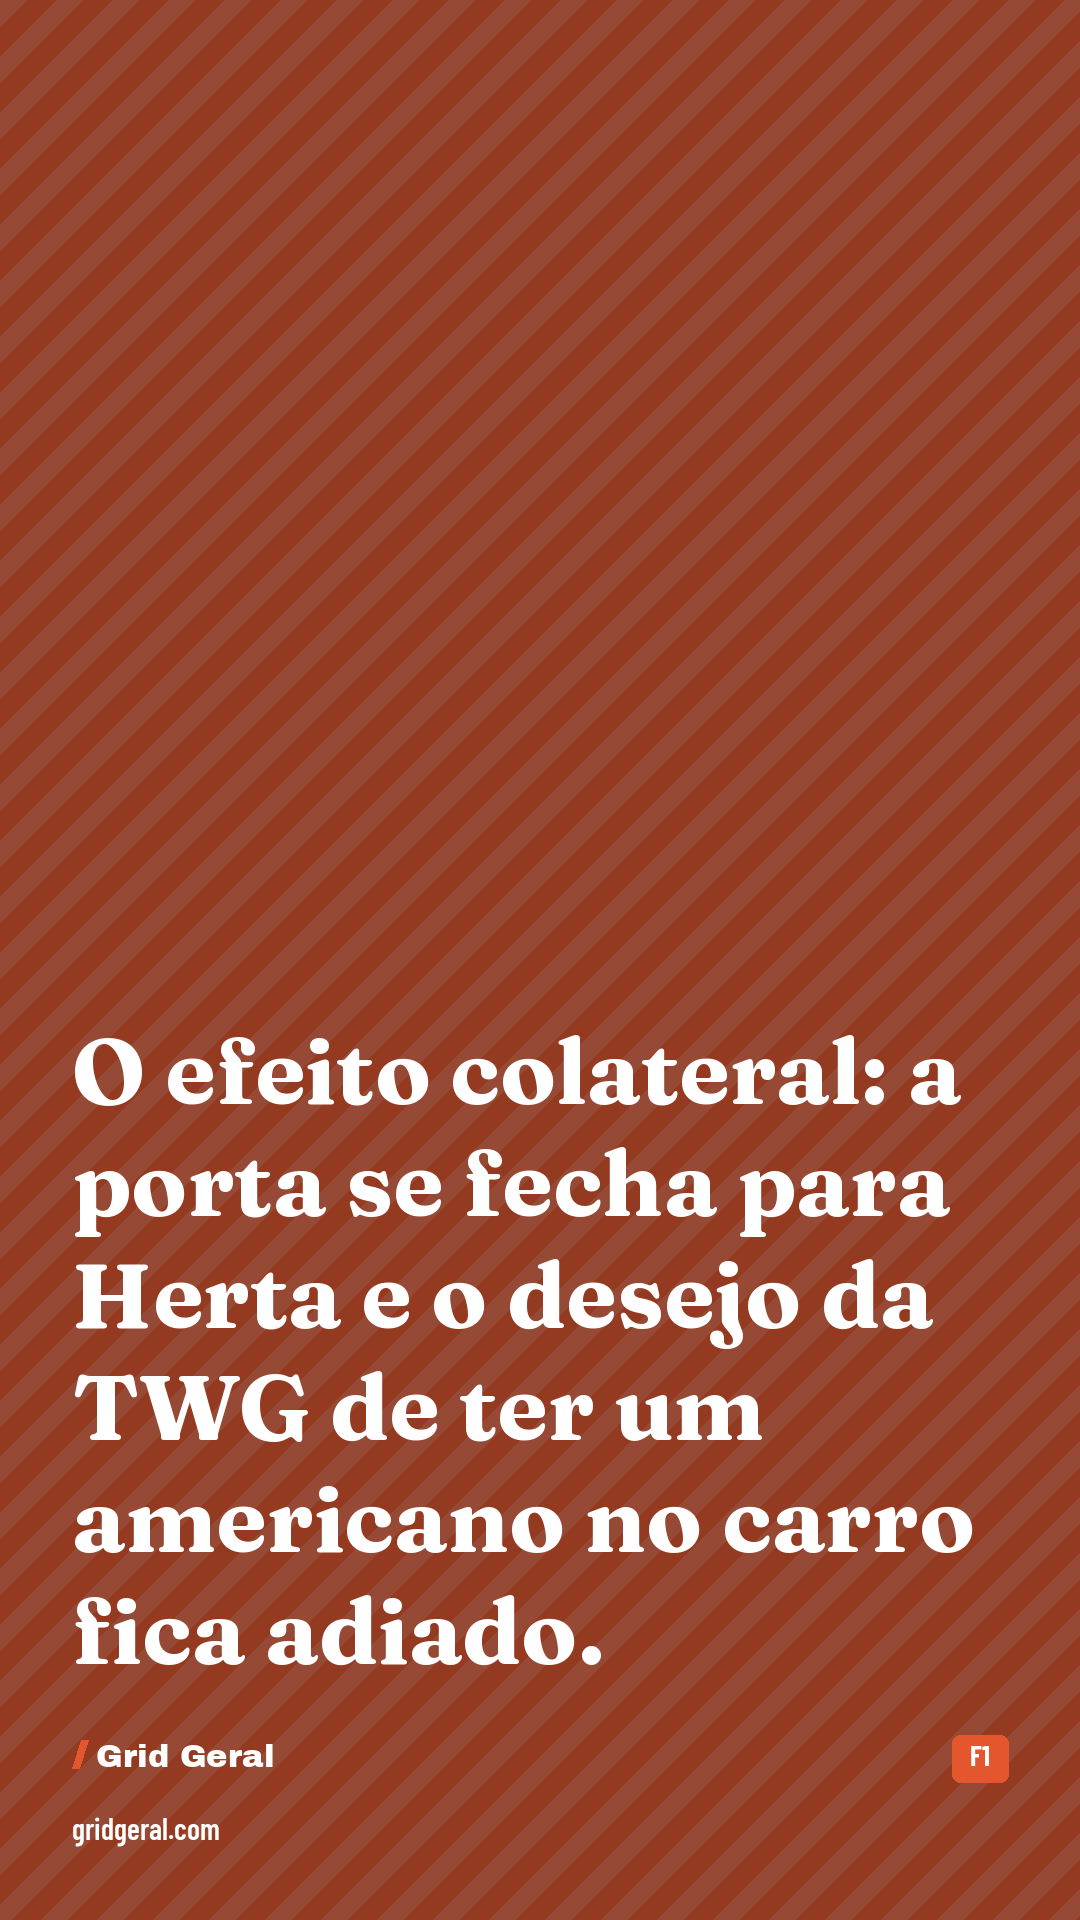 O efeito colateral: a
porta se fecha para
Herta e o desejo da
TWG de ter um
americano no carro
fica adiado.
/ Grid Geral
F1
gridgeral.com